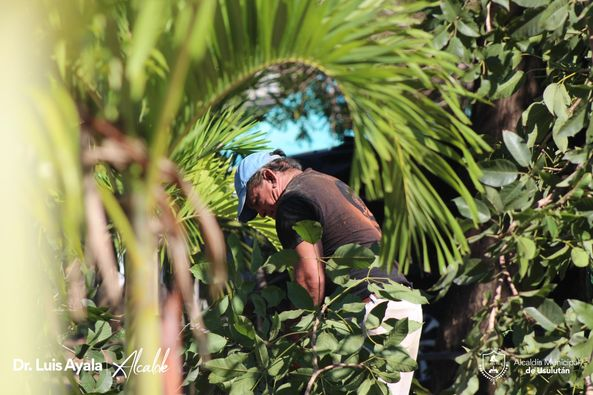 Dr. Luis Ayala Alcalde
Alcaldía Municipal
de Usulután